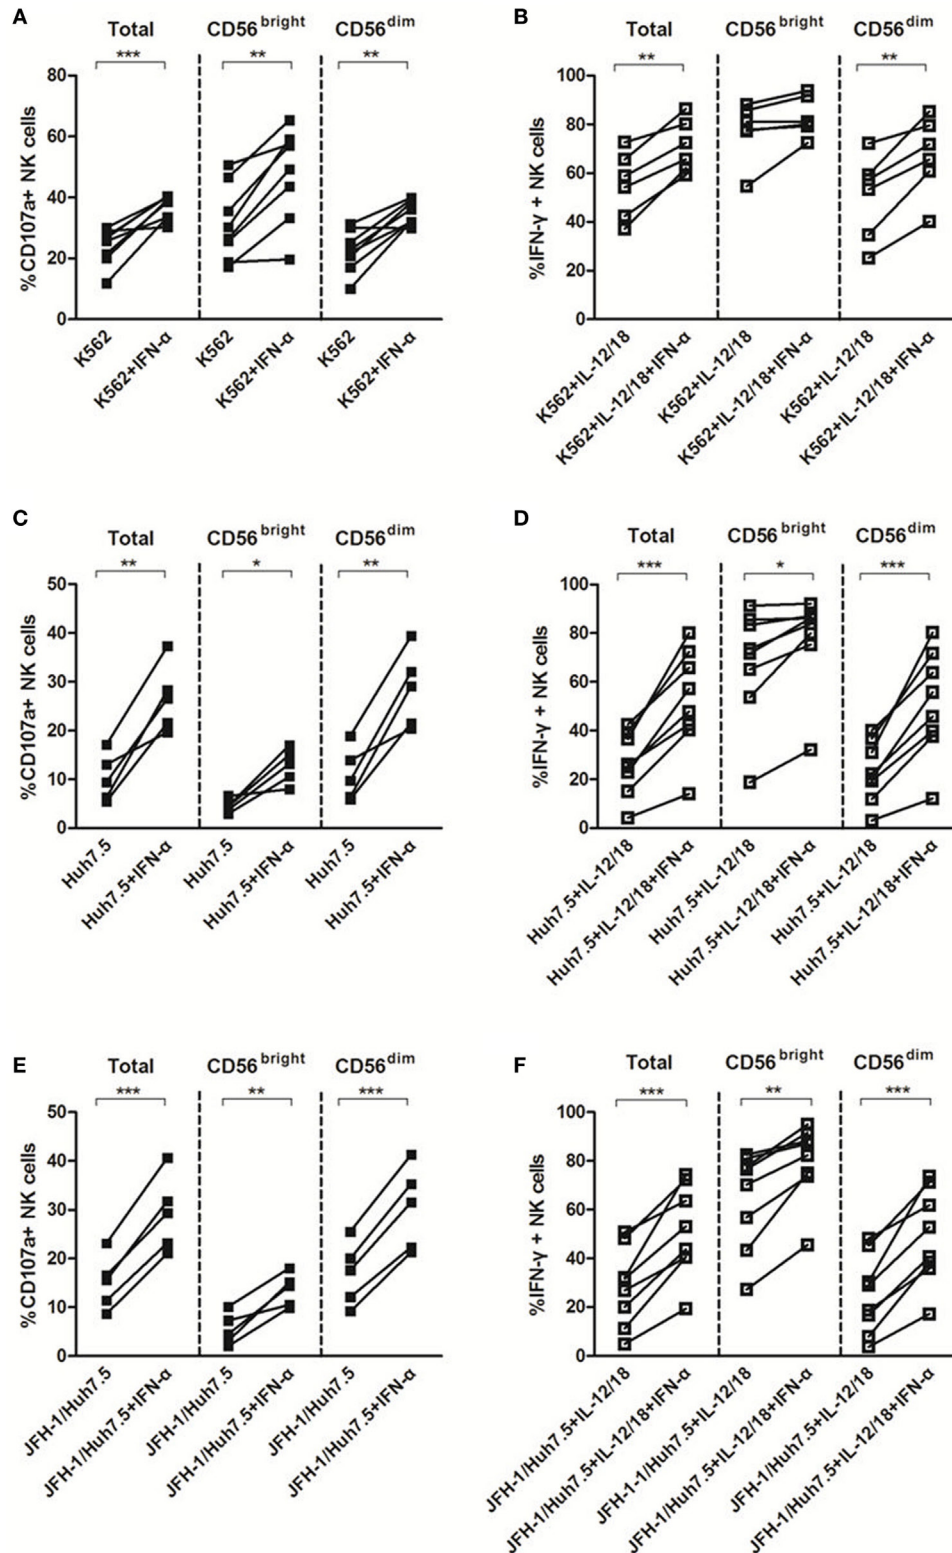 A
Total CD56bright CD56dim
*** ** **
%CD107a+ NK cells
80
60
40
20
0
K562
K562+IFN-α
K562
K562+IFN-α
K562
K562+IFN-α
B
Total CD56bright CD56dim
** **
%IFN-γ + NK cells
100
80
60
40
20
0
K562+IL-12/18
K562+IL-12/18+IFN-α
K562+IL-12/18
K562+IL-12/18+IFN-α
K562+IL-12/18
K562+IL-12/18+IFN-α
C
Total CD56bright CD56dim
** * **
%CD107a+ NK cells
50
40
30
20
10
0
Huh7.5
Huh7.5+IFN-α
Huh7.5
Huh7.5+IFN-α
Huh7.5
Huh7.5+IFN-α
D
Total CD56bright CD56dim
*** * ***
%IFN-γ + NK cells
100
80
60
40
20
0
Huh7.5+IL-12/18
Huh7.5+IL-12/18+IFN-α
Huh7.5+IL-12/18
Huh7.5+IL-12/18+IFN-α
Huh7.5+IL-12/18
Huh7.5+IL-12/18+IFN-α
E
Total CD56bright CD56dim
*** ** ***
%CD107a+ NK cells
50
40
30
20
10
0
JFH-1/Huh7.5
JFH-1/Huh7.5+IFN-α
JFH-1/Huh7.5
JFH-1/Huh7.5+IFN-α
JFH-1/Huh7.5
JFH-1/Huh7.5+IFN-α
F
Total CD56bright CD56dim
*** ** ***
%IFN-γ + NK cells
100
80
60
40
20
0
JFH-1/Huh7.5+IL-12/18
JFH-1/Huh7.5+IL-12/18+IFN-α
JFH-1-1/Huh7.5+IL-12/18
JFH-1/Huh7.5+IL-12/18+IFN-α
JFH-1/Huh7.5+IL-12/18
JFH-1/Huh7.5+IL-12/18+IFN-α